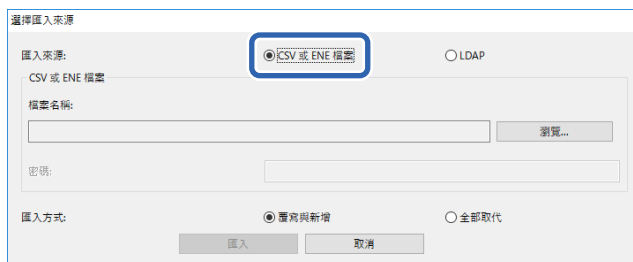 選擇匯入來源
匯入來源: CSV 或 ENE 檔案 LDAP
CSV 或 ENE 檔案
檔案名稱:
瀏覽...
密碼:
匯入方式: 覆寫與新增 全部取代
匯入 取消